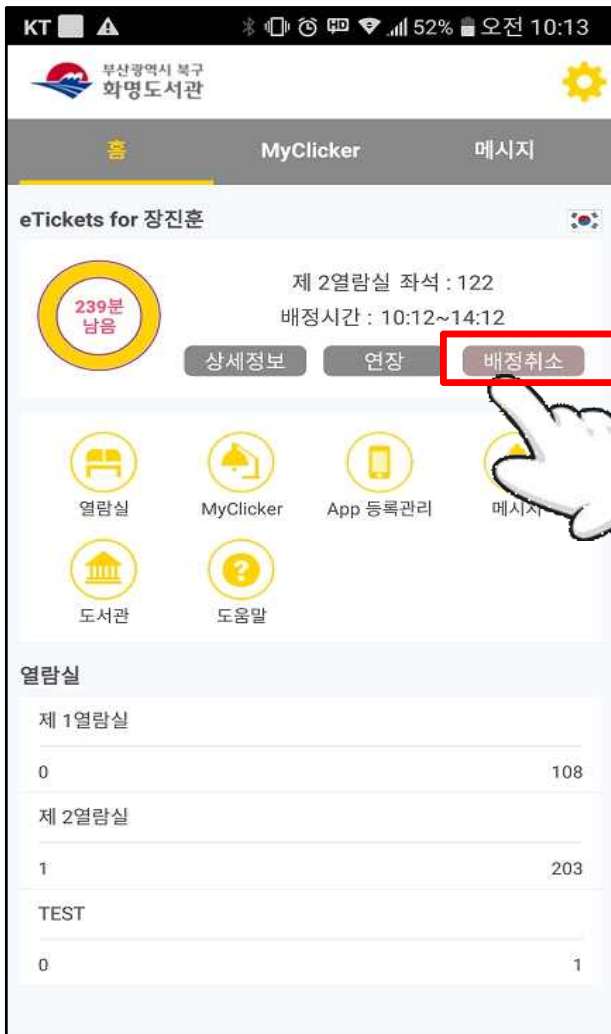 KT 52% 오전 10:13
부산광역시 북구
화명도서관
홈 MyClicker 메시지
eTickets for 장진훈
239분
남음
제 2열람실 좌석 : 122
배정시간 : 10:12~14:12
상세정보 연장 배정취소
열람실 MyClicker App 등록관리 메시지
도서관 도움말
열람실
제 1열람실
0 108
제 2열람실
1 203
TEST
0 1